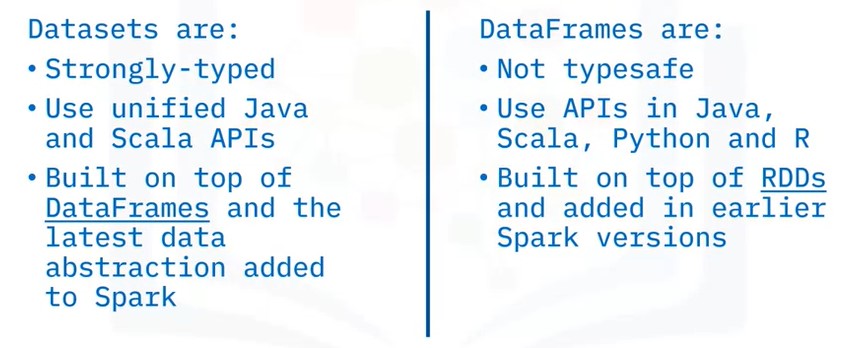 Datasets are:
• Strongly-typed
• Use unified Java
and Scala APIs
• Built on top of
DataFrames and the
latest data
abstraction added
to Spark
DataFrames are:
• Not typesafe
• Use APIs in Java,
Scala, Python and R
• Built on top of RDDs
and added in earlier
Spark versions